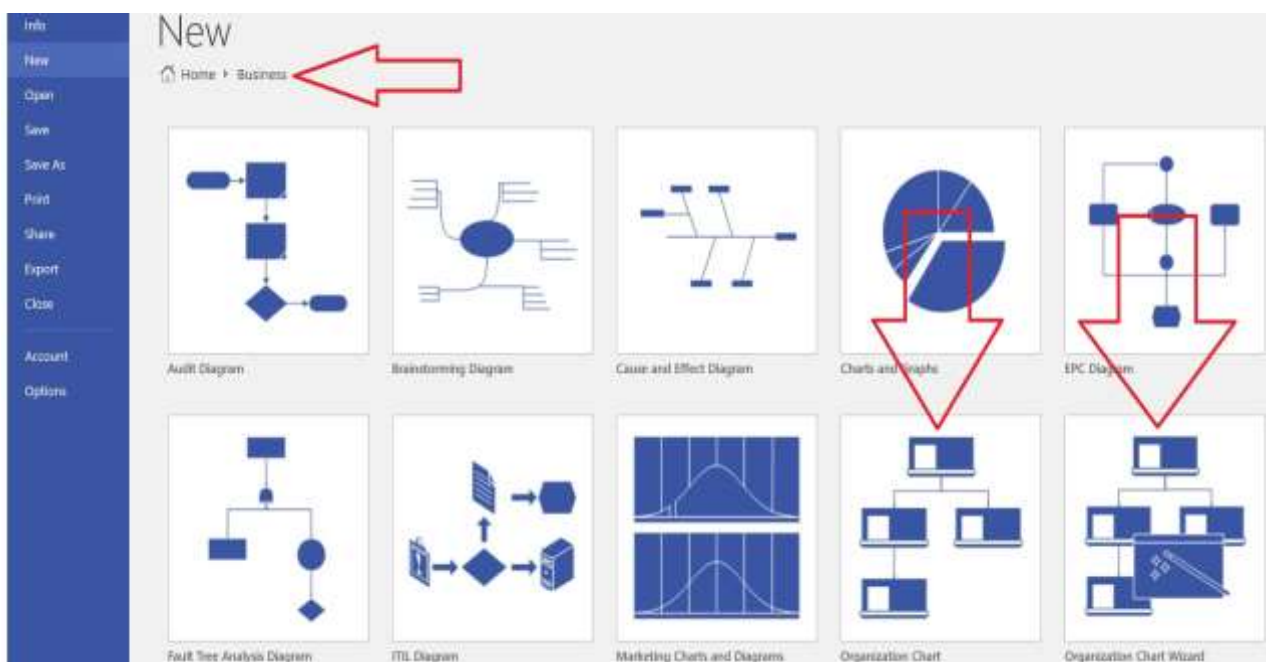 Info
New
Open
Save
Save As
Print
Share
Export
Close
Account
Options
New
Home ▸ Business
Audit Diagram
Brainstorming Diagram
Cause and Effect Diagram
Charts and Graphs
EPC Diagram
Fault Tree Analysis Diagram
ITIL Diagram
Marketing Charts and Diagrams
Organization Chart
Organization Chart Wizard